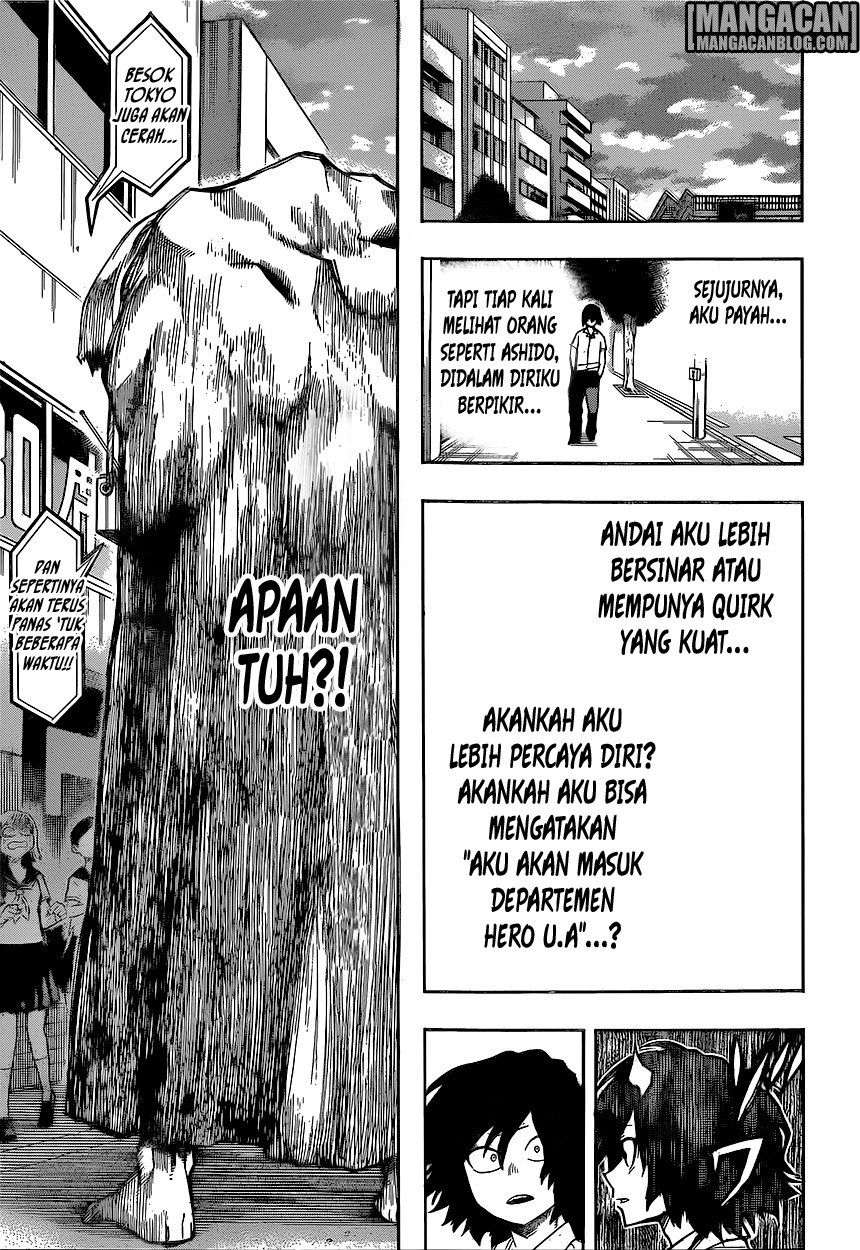 [MANGACAN]
MANGACANBLOG.COM
SEJUJURNYA,
AKU PAYAH...
TAPI TIAP KALI
MELIHAT ORANG
SEPERTI ASHIDO,
DIDALAM DIRIKU
BERPIKIR...
ANDAI AKU LEBIH
BERSINAR ATAU
MEMPUNYA QUIRK
YANG KUAT...
AKANKAH AKU
LEBIH PERCAYA DIRI?
AKANKAH AKU BISA
MENGATAKAN
"AKU AKAN MASUK
DEPARTEMEN
HERO U.A"...?
BESOK
TOKYO
JUGA AKAN
CERAH...
DAN
SEPERTINYA
AKAN TERUS
PANAS 'TUK
BEBERAPA
WAKTU!!
APAAN
TUH?!